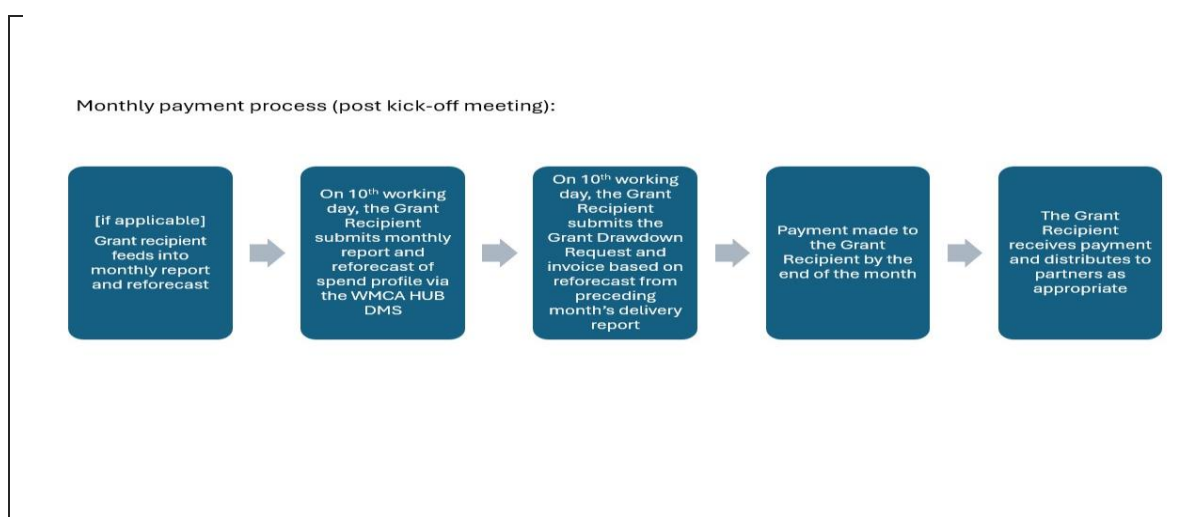 Monthly payment process (post kick-off meeting):
[if applicable]
Grant recipient
feeds into
monthly report
and reforecast
On 10th working
day, the Grant
Recipient
submits monthly
report and
reforecast of
spend profile via
the WMCA HUB
DMS
On 10th working
day, the Grant
Recipient
submits the
Grant Drawdown
Request and
invoice based on
reforecast from
preceding
month's delivery
report
Payment made to
the Grant
Recipient by the
end of the month
The Grant
Recipient
receives payment
and distributes to
partners as
appropriate